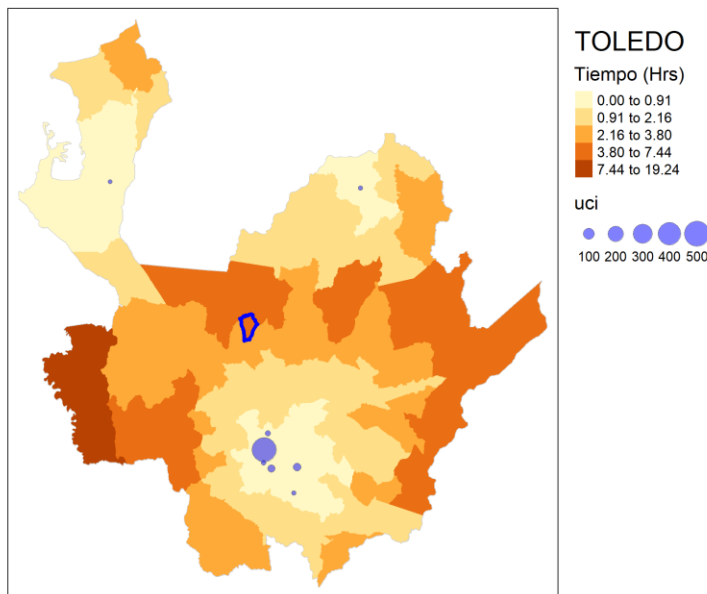 TOLEDO
Tiempo (Hrs)
0.00 to 0.91
0.91 to 2.16
2.16 to 3.80
3.80 to 7.44
7.44 to 19.24
uci
100 200 300 400 500